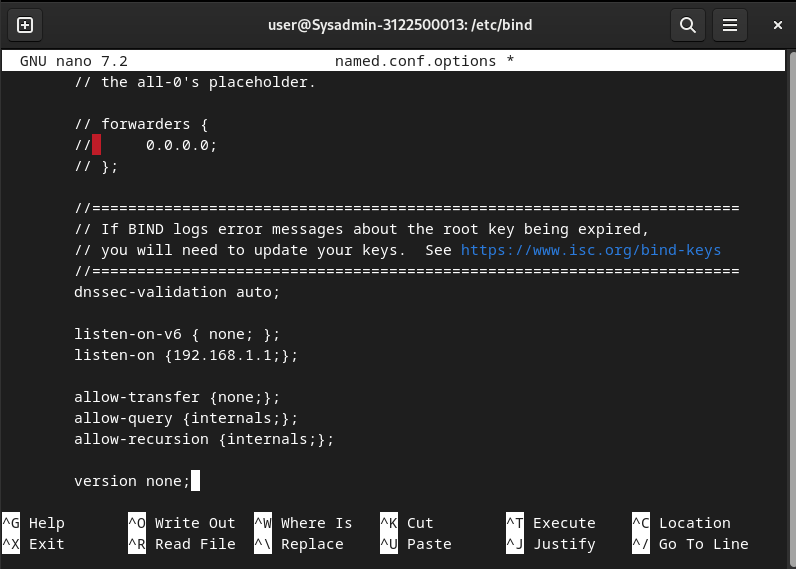 user@Sysadmin-3122500013: /etc/bind
GNU nano 7.2 named.conf.options *
// the all-0's placeholder.
// forwarders {
// 0.0.0.0;
// };
//========================================================================
// If BIND logs error messages about the root key being expired,
// you will need to update your keys. See https://www.isc.org/bind-keys
//========================================================================
dnssec-validation auto;
listen-on-v6 { none; };
listen-on {192.168.1.1;};
allow-transfer {none;};
allow-query {internals;};
allow-recursion {internals;};
version none;
^G Help ^O Write Out ^W Where Is ^K Cut ^T Execute ^C Location
^X Exit ^R Read File ^\ Replace ^U Paste ^J Justify ^/ Go To Line